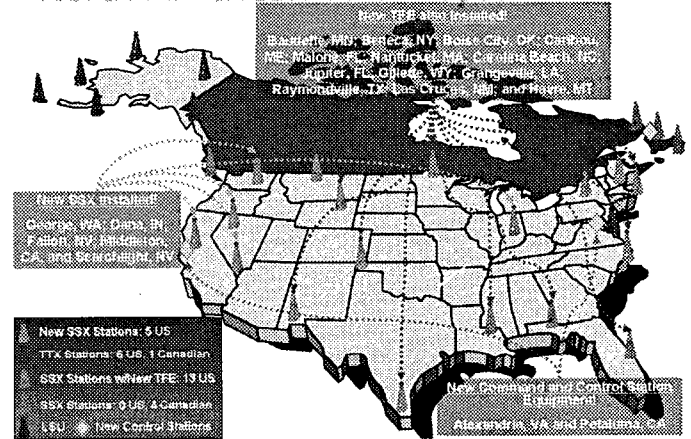 New TFE also installed:
Baudette, MN; Seneca, NY; Boise City, OK; Caribou,
ME; Malone, FL; Nantucket, MA; Carolina Beach, NC;
Jupiter, FL; Gillette, WY; Grangeville, LA;
Raymondville, TX; Las Cruces, NM; and Havre, MT
New SSX installed:
George, WA; Dana, IN;
Fallon, NV; Middleton,
CA; and Searchlight, NV
New SSX Stations: 5 US
TTX Stations: 6 US, 1 Canadian
SSX Stations w/New TFE: 13 US
SSX Stations: 0 US, 4 Canadian
LSU
New Control Stations
New Command and Control Station
Equipment:
Alexandria, VA and Petaluma, CA